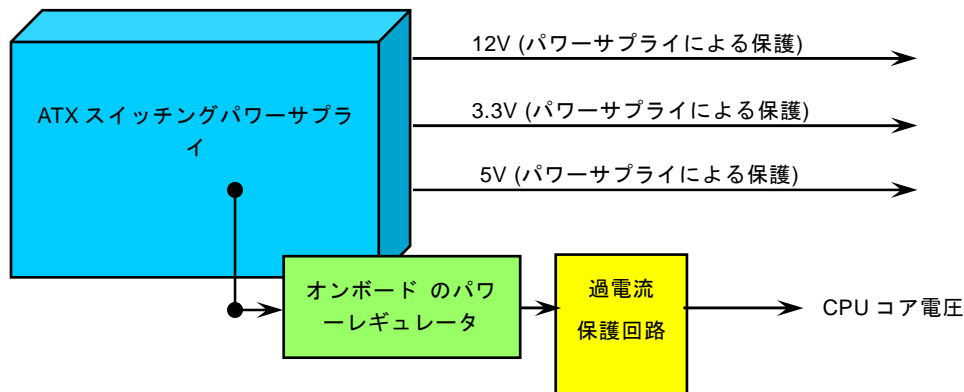 12V (パワーサプライによる保護)
ATX スイッチングパワーサプラ
イ
3.3V (パワーサプライによる保護)
5V (パワーサプライによる保護)
オンボード のパワ
ーレギュレータ
過電流
保護回路
CPU コア電圧